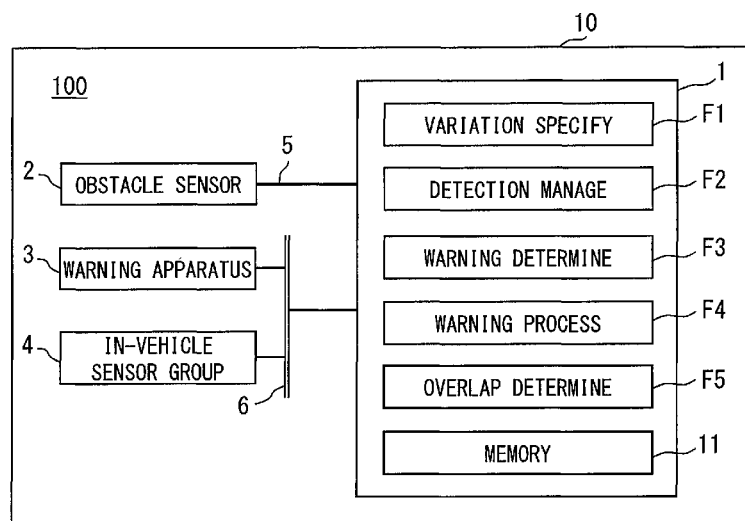 10
100
1
VARIATION SPECIFY
F1
2
OBSTACLE SENSOR
5
DETECTION MANAGE
F2
3
WARNING APPARATUS
WARNING DETERMINE
F3
4
IN-VEHICLE
SENSOR GROUP
6
WARNING PROCESS
F4
OVERLAP DETERMINE
F5
MEMORY
11